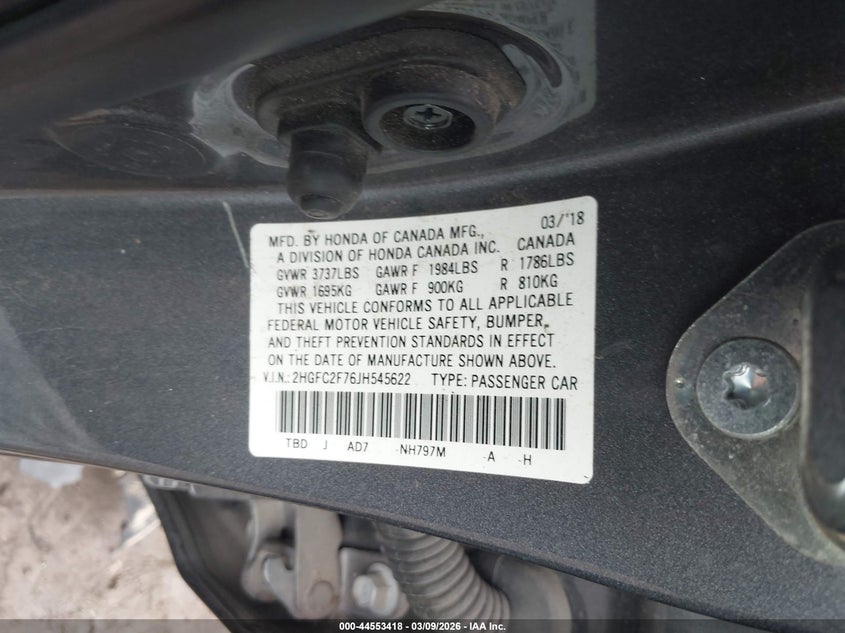 03/'18
MFD. BY HONDA OF CANADA MFG.,
A DIVISION OF HONDA CANADA INC. CANADA
GVWR 3737LBS GAWR F 1984LBS R 1786LBS
GVWR 1695KG GAWR F 900KG R 810KG
THIS VEHICLE CONFORMS TO ALL APPLICABLE
FEDERAL MOTOR VEHICLE SAFETY, BUMPER,
AND THEFT PREVENTION STANDARDS IN EFFECT
ON THE DATE OF MANUFACTURE SHOWN ABOVE.
V.I.N.:2HGFC2F76JH545622 TYPE: PASSENGER CAR
TBD J AD7 -NH797M -A -H
000-44553418 - 03/09/2026 - IAA Inc.